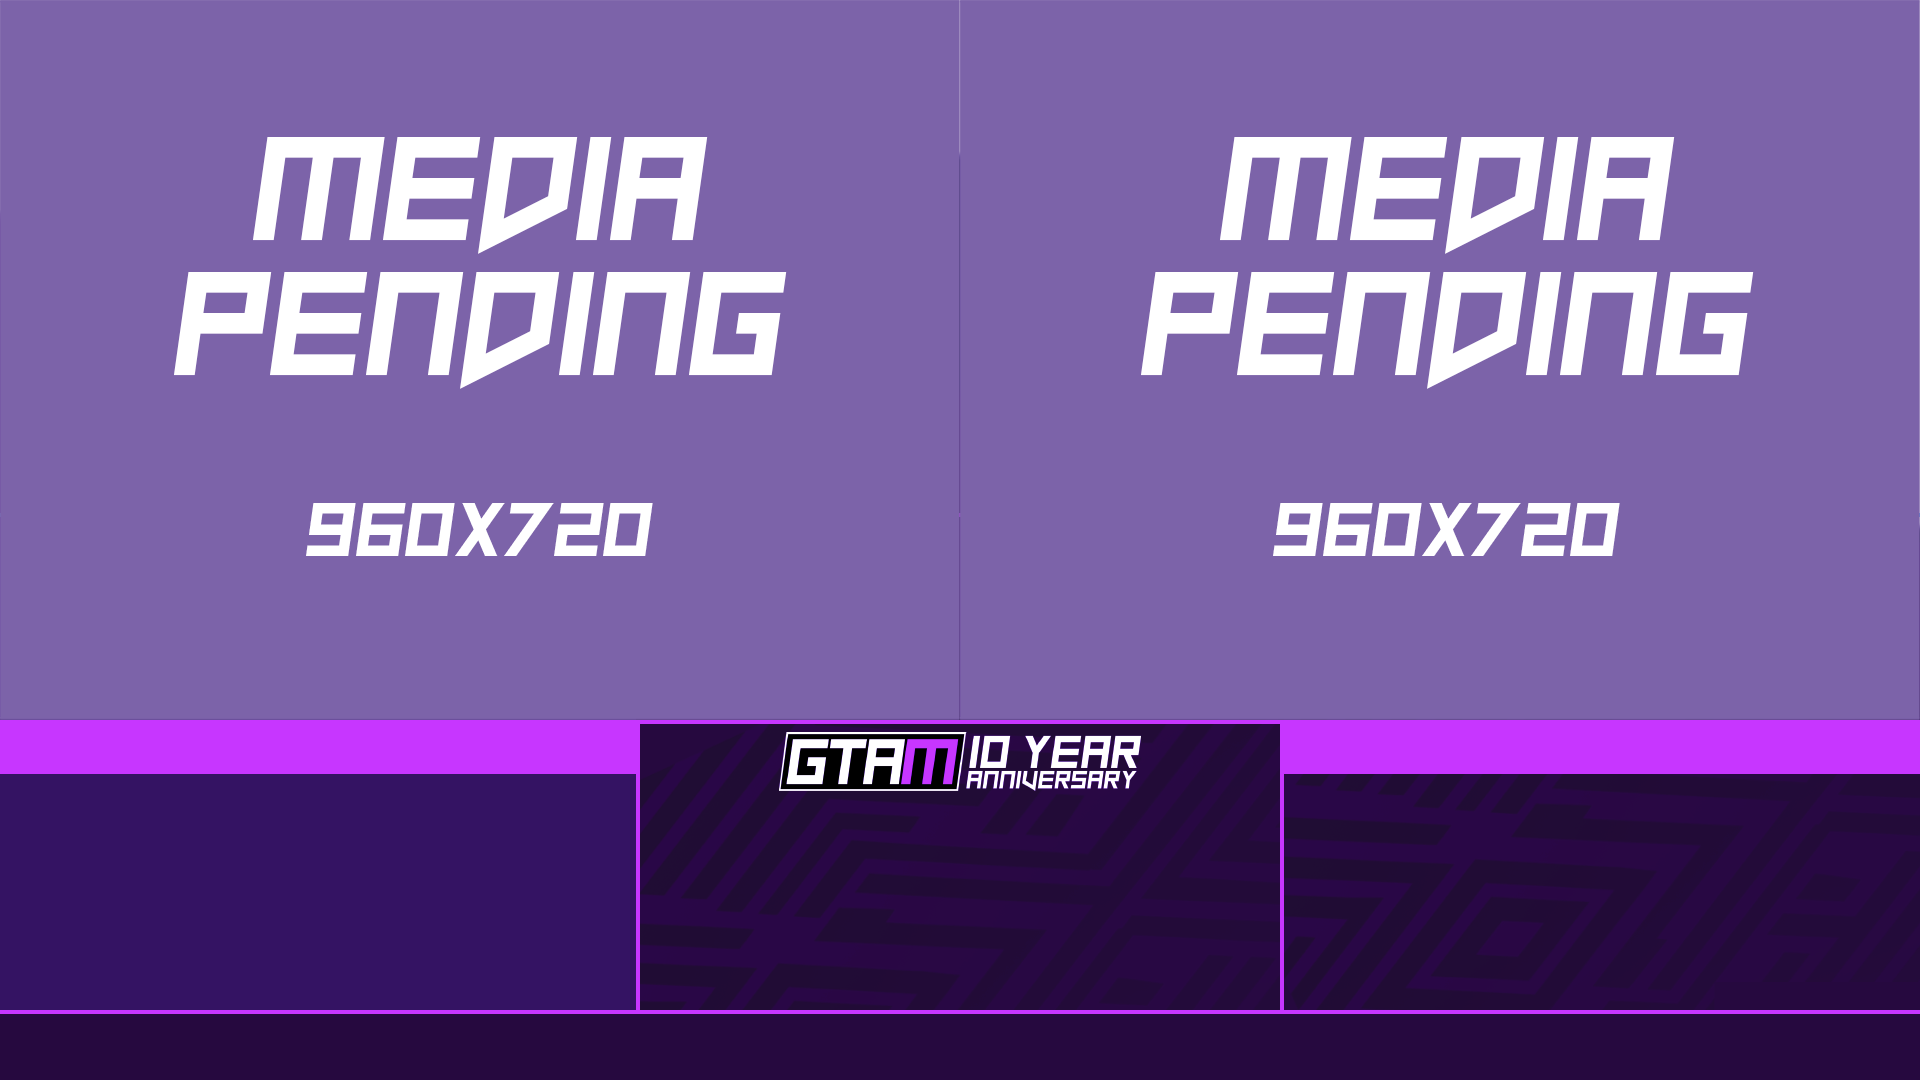 MEDIA
PENDING
960X720
MEDIA
PENDING
960X720
GTAM 10 YEAR
ANNIVERSARY